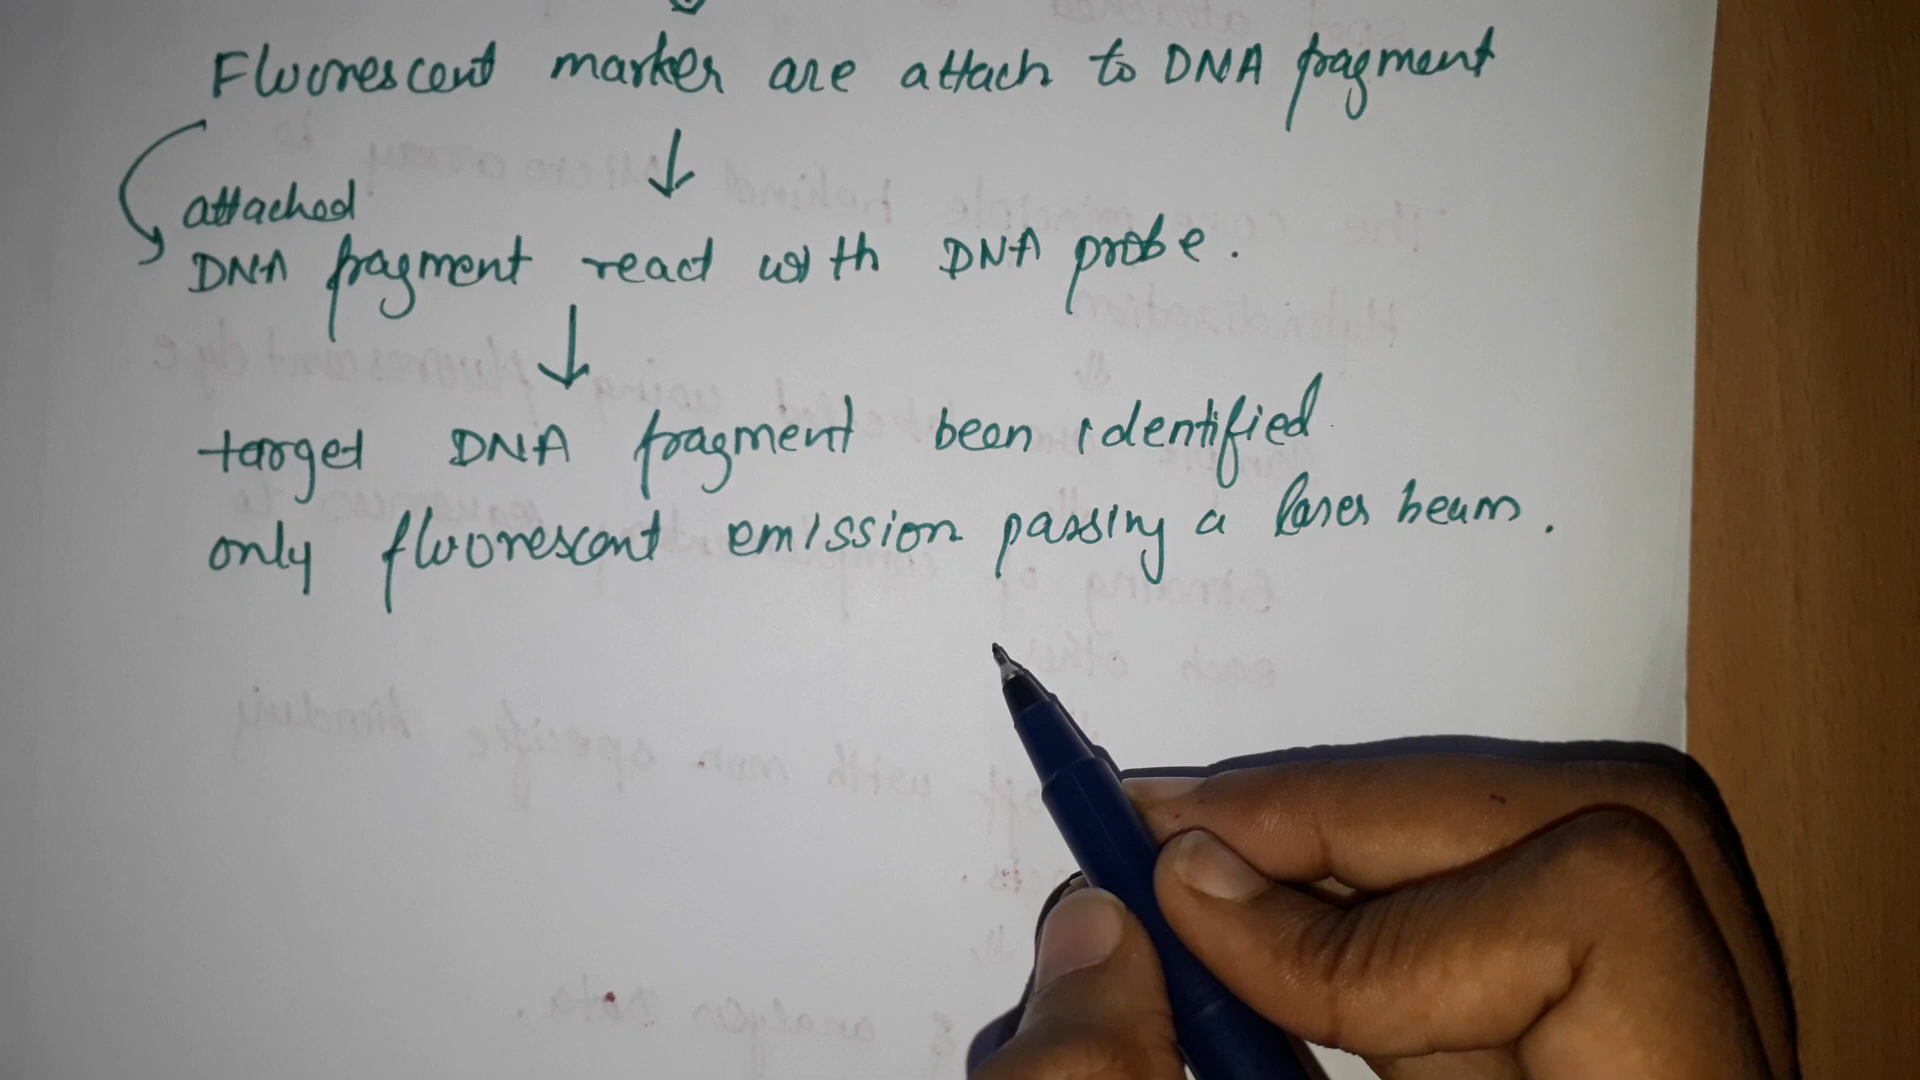 Fluorescent marker are attach to DNA fragment
attached
DNA fragment react with DNA probe.
target DNA fragment been identified
only fluorescent emission passing a laser beam.